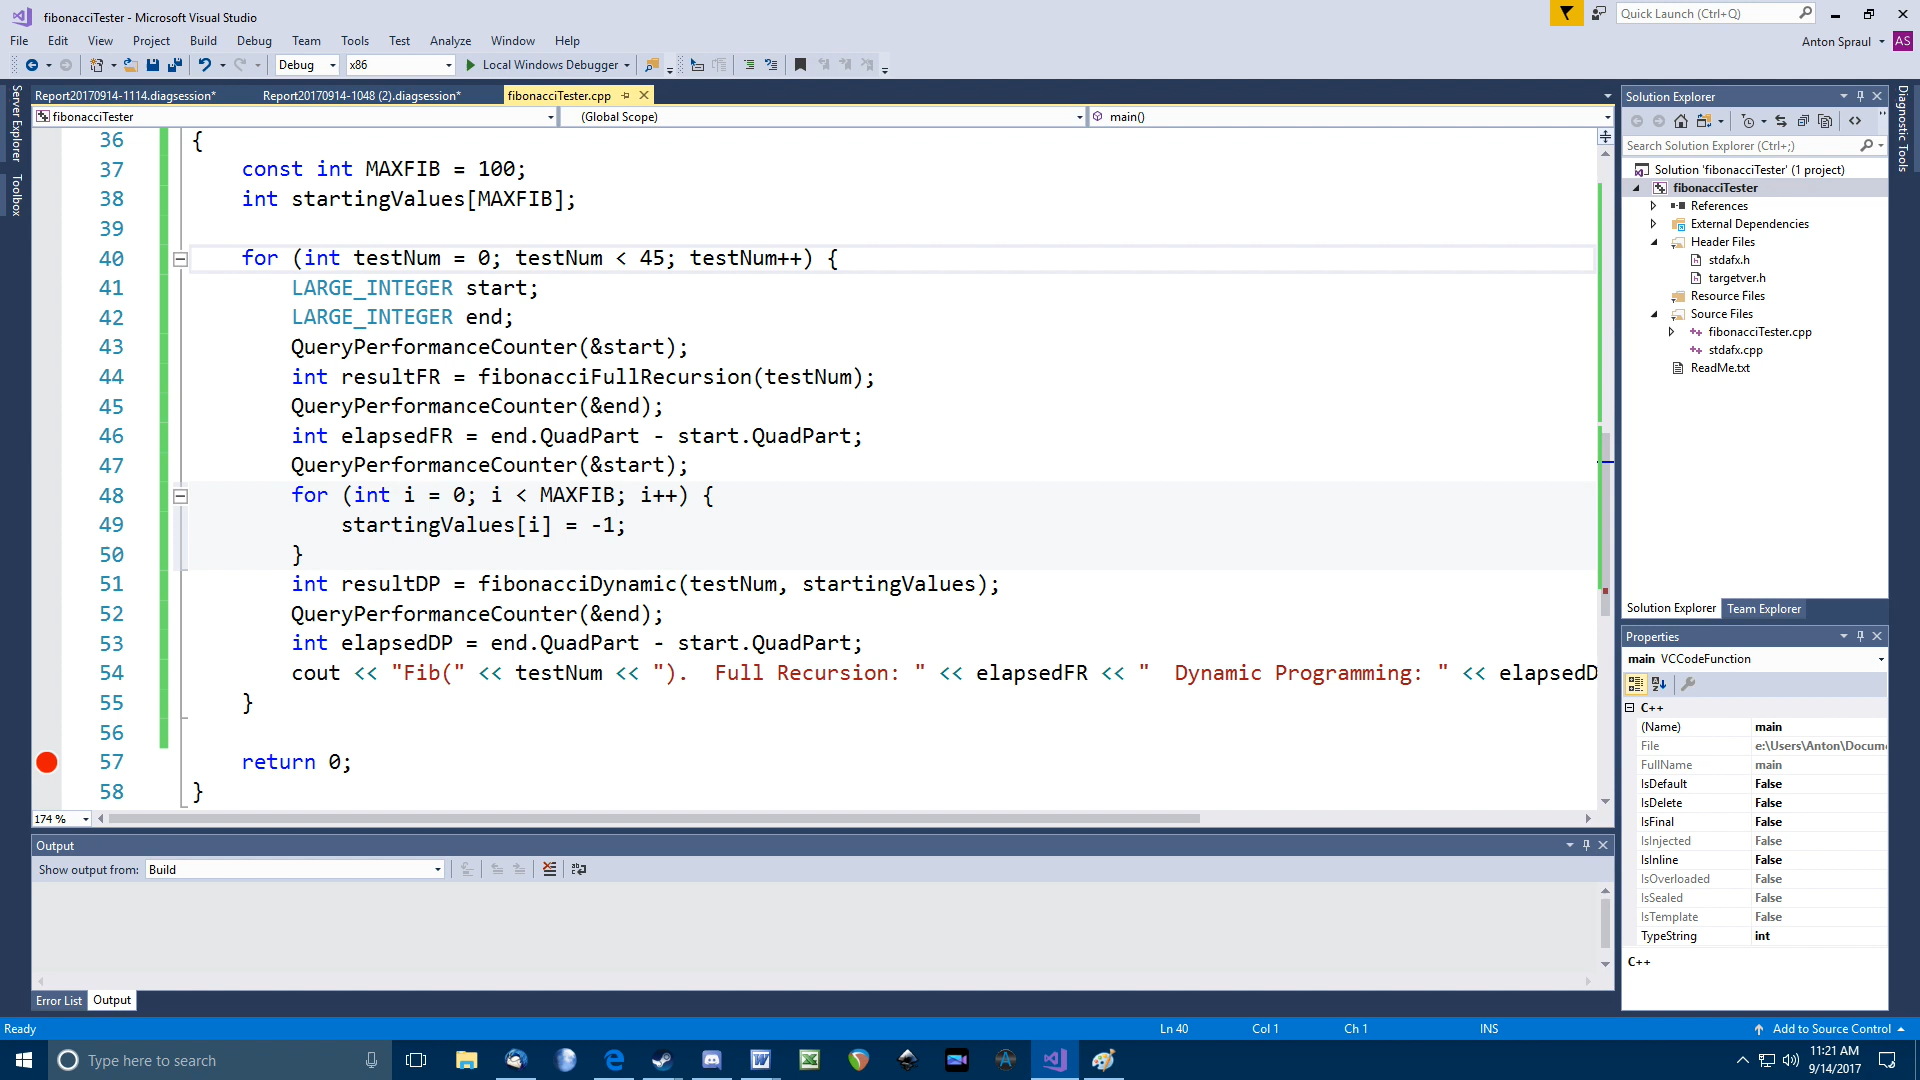 fibonacciTester - Microsoft Visual Studio
Quick Launch (Ctrl+Q)
File Edit View Project Build Debug Team Tools Test Analyze Window Help
Anton Spraul AS
Debug x86 Local Windows Debugger
Server Explorer
Toolbox
Report20170914-1114.diagsession*
Report20170914-1048 (2).diagsession*
fibonacciTester.cpp
fibonacciTester (Global Scope) main()
36 {
37 const int MAXFIB = 100;
38 int startingValues[MAXFIB];
39
40 for (int testNum = 0; testNum < 45; testNum++) {
41 LARGE_INTEGER start;
42 LARGE_INTEGER end;
43 QueryPerformanceCounter(&start);
44 int resultFR = fibonacciFullRecursion(testNum);
45 QueryPerformanceCounter(&end);
46 int elapsedFR = end.QuadPart - start.QuadPart;
47 QueryPerformanceCounter(&start);
48 for (int i = 0; i < MAXFIB; i++) {
49 startingValues[i] = -1;
50 }
51 int resultDP = fibonacciDynamic(testNum, startingValues);
52 QueryPerformanceCounter(&end);
53 int elapsedDP = end.QuadPart - start.QuadPart;
54 cout << "Fib(" << testNum << ").  Full Recursion: " << elapsedFR << "  Dynamic Programming: " << elapsedD
55 }
56
57 return 0;
58 }
174 %
Output
Show output from: Build
Error List Output
Solution Explorer
Search Solution Explorer (Ctrl+;)
Solution 'fibonacciTester' (1 project)
fibonacciTester
References
External Dependencies
Header Files
stdafx.h
targetver.h
Resource Files
Source Files
fibonacciTester.cpp
stdafx.cpp
ReadMe.txt
Solution Explorer Team Explorer
Properties
main VCCodeFunction
C++
(Name) main
File e:\Users\Anton\Docum
FullName main
IsDefault False
IsDelete False
IsFinal False
IsInjected False
IsInline False
IsOverloaded False
IsSealed False
IsTemplate False
TypeString int
C++
Diagnostic Tools
Ready Ln 40 Col 1 Ch 1 INS Add to Source Control
Type here to search
11:21 AM
9/14/2017